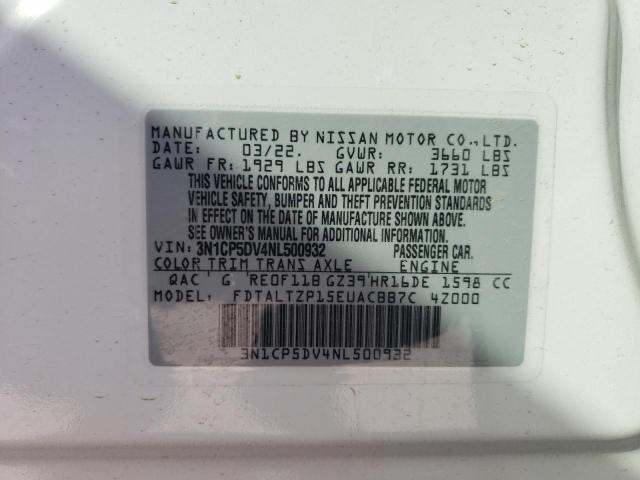 MANUFACTURED BY NISSAN MOTOR CO.,LTD.
DATE: 03/22. GVWR: 3660 LBS
GAWR FR: 1929 LBS GAWR RR: 1731 LBS
THIS VEHICLE CONFORMS TO ALL APPLICABLE FEDERAL MOTOR
VEHICLE SAFETY, BUMPER AND THEFT PREVENTION STANDARDS
IN EFFECT ON THE DATE OF MANUFACTURE SHOWN ABOVE.
SEE OWNER'S MANUAL FOR ADDITIONAL INFORMATION.
VIN: 3N1CP5DV4NL500932 PASSENGER CAR.
COLOR TRIM TRANS AXLE ENGINE
QAC G RE0F11B GZ39 HR16DE 1598 CC
MODEL: FDTALTZP15EUACBB7C 4Z000
3N1CP5DV4NL500932